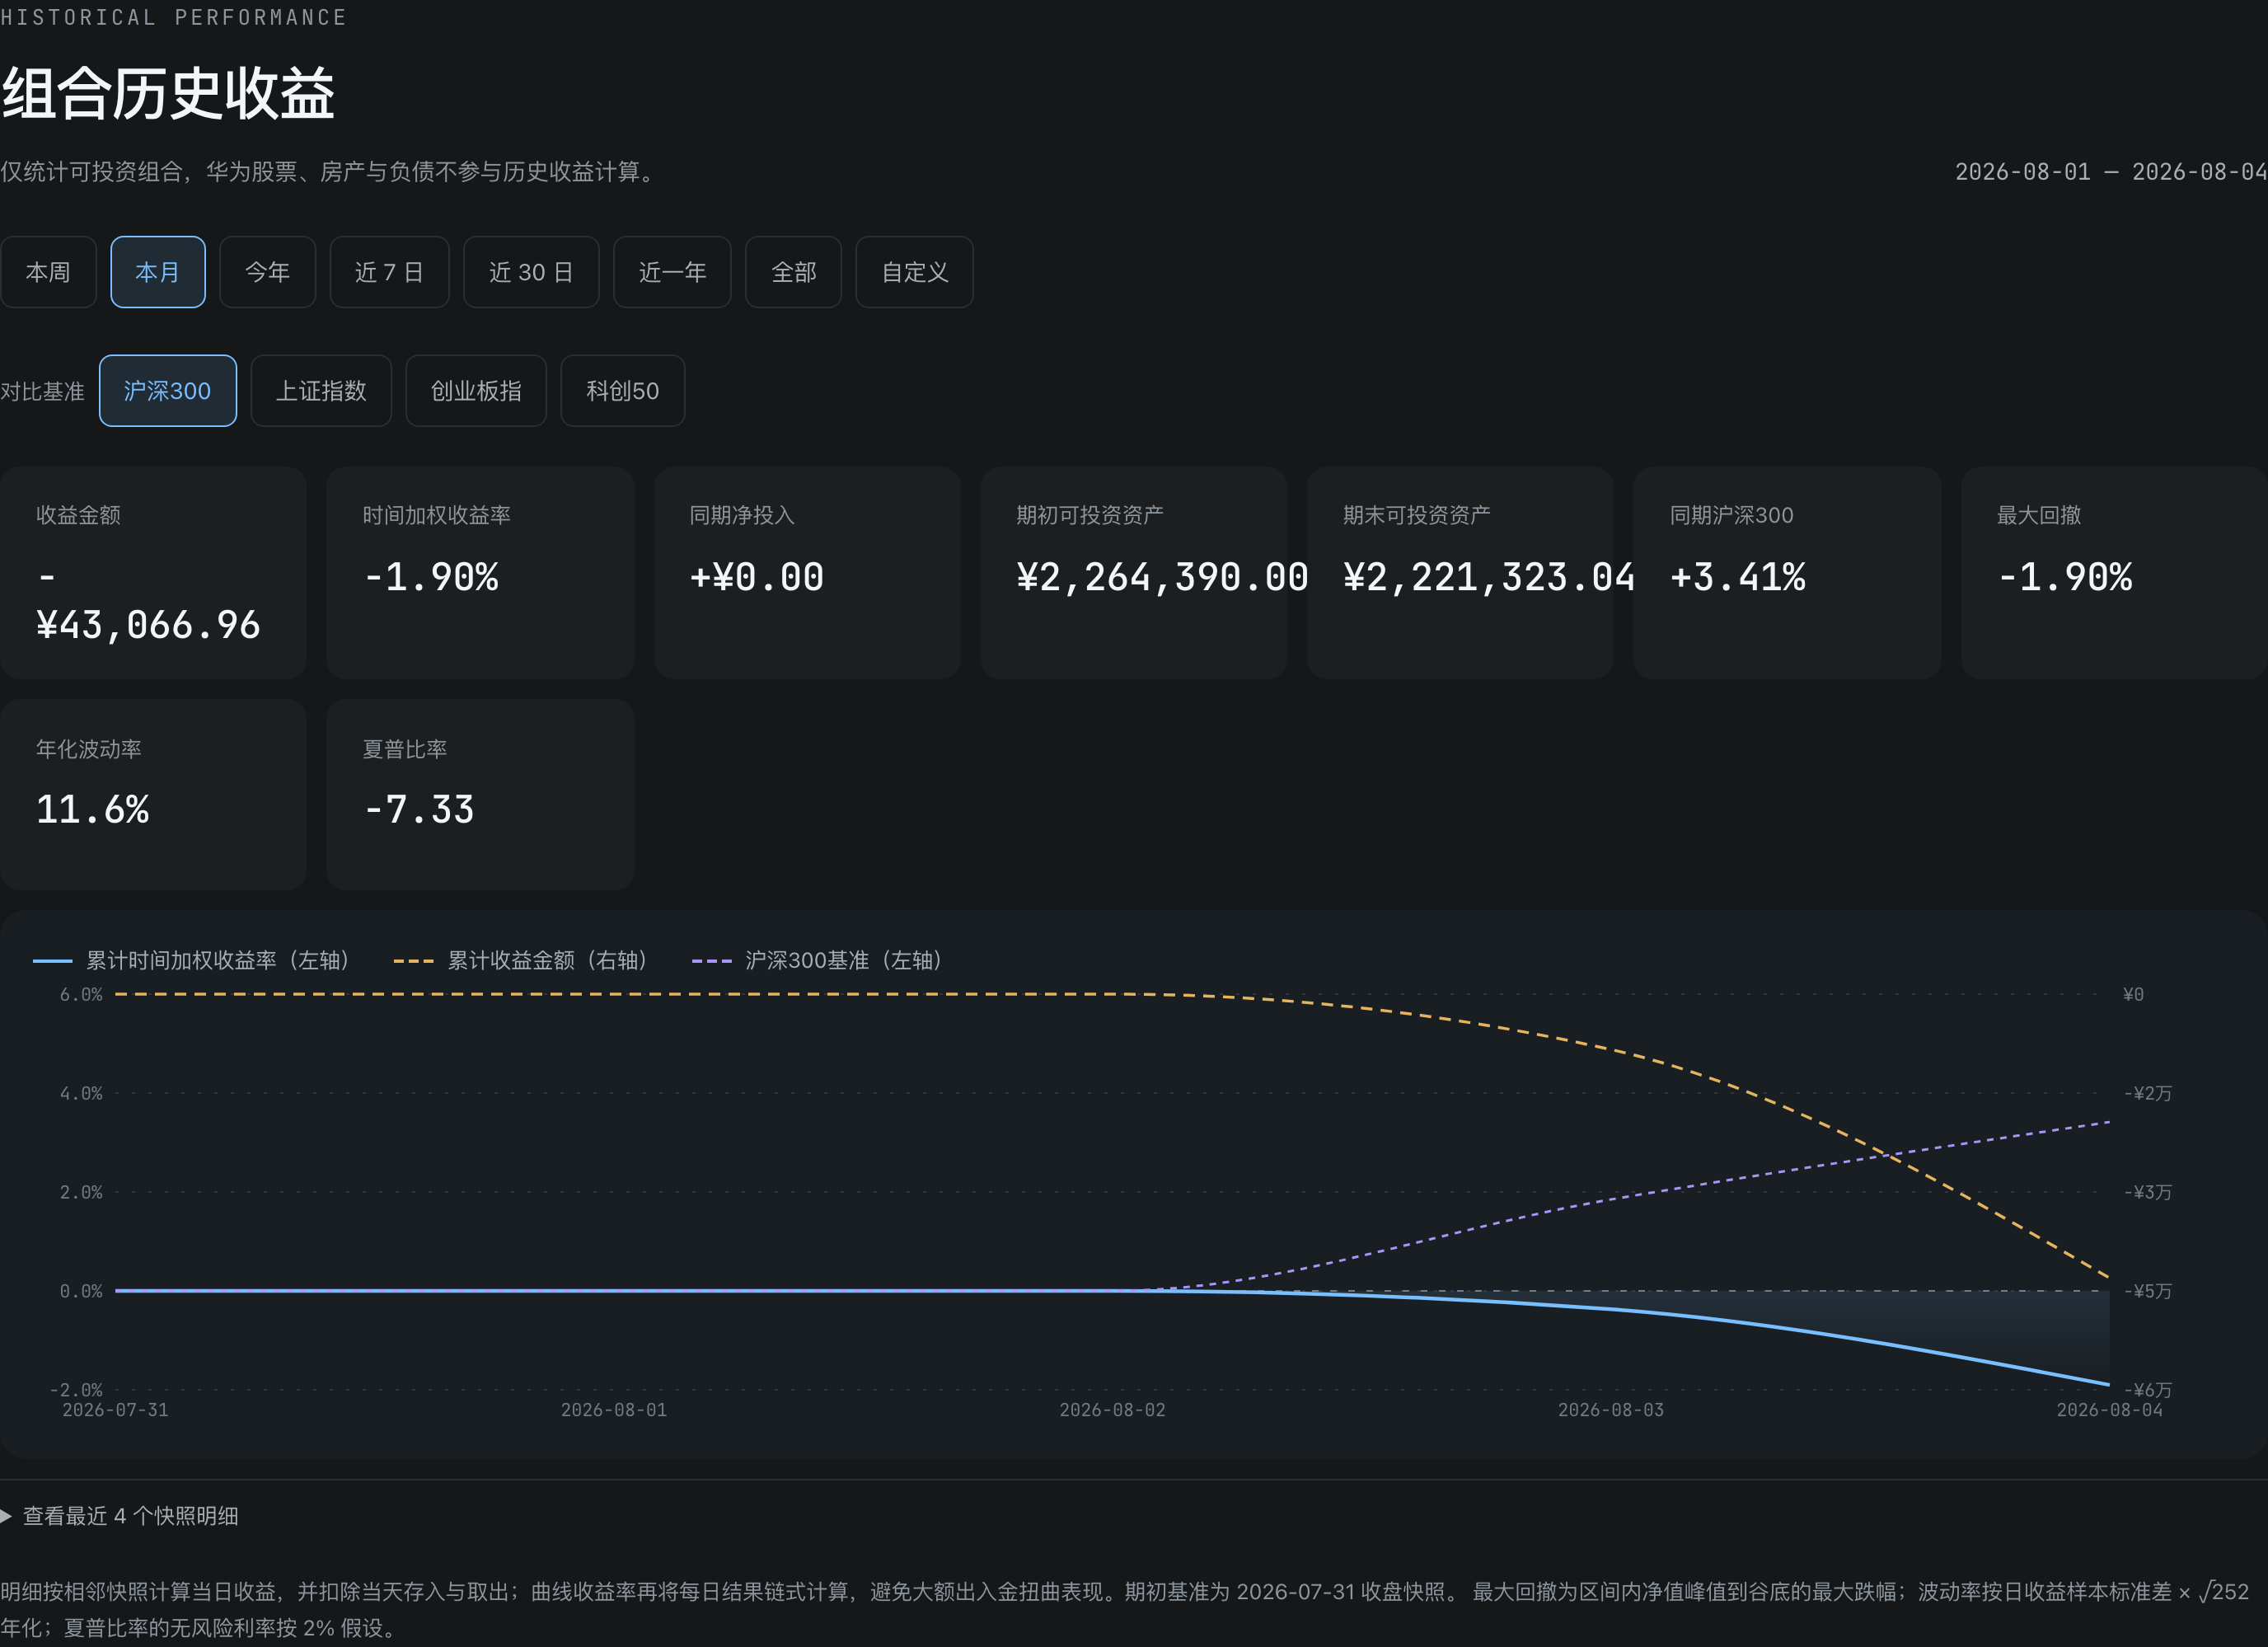 HISTORICAL PERFORMANCE
组合历史收益
仅统计可投资组合，华为股票、房产与负债不参与历史收益计算。
2026-08-01 — 2026-08-04
本周 本月 今年 近 7 日 近 30 日 近一年 全部 自定义
对比基准 沪深300 上证指数 创业板指 科创50
收益金额
-
¥43,066.96
时间加权收益率
-1.90%
同期净投入
+¥0.00
期初可投资资产
¥2,264,390.00
期末可投资资产
¥2,221,323.04
同期沪深300
+3.41%
最大回撤
-1.90%
年化波动率
11.6%
夏普比率
-7.33
累计时间加权收益率（左轴） 累计收益金额（右轴） 沪深300基准（左轴）
6.0% ¥0
4.0% -¥2万
2.0% -¥3万
0.0% -¥5万
-2.0% -¥6万
2026-07-31 2026-08-01 2026-08-02 2026-08-03 2026-08-04
查看最近 4 个快照明细
明细按相邻快照计算当日收益，并扣除当天存入与取出；曲线收益率再将每日结果链式计算，避免大额出入金扭曲表现。期初基准为 2026-07-31 收盘快照。 最大回撤为区间内净值峰值到谷底的最大跌幅；波动率按日收益样本标准差 × √252
年化；夏普比率的无风险利率按 2% 假设。